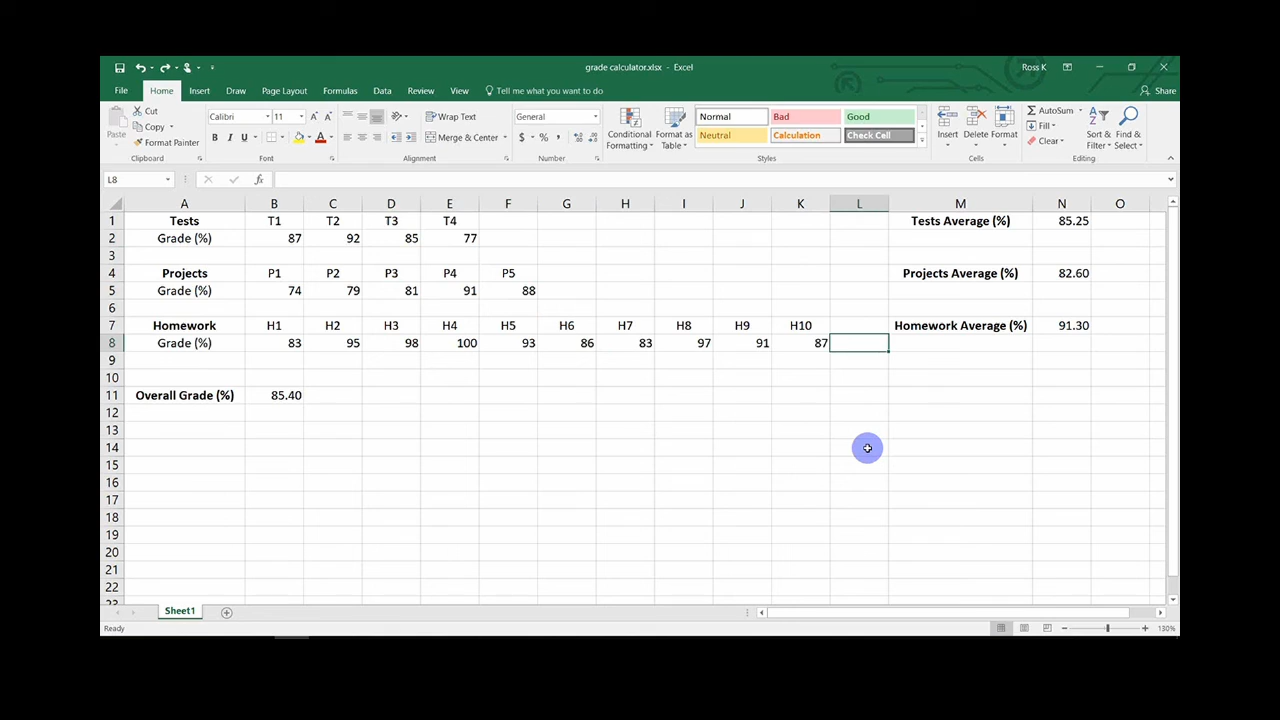 grade calculator.xlsx - Excel
Ross K
File Home Insert Draw Page Layout Formulas Data Review View Tell me what you want to do Share
Paste
Cut
Copy
Format Painter
Clipboard
Calibri 11
B I U
Font
Wrap Text
Merge & Center
Alignment
General
$ %
Number
Conditional Formatting
Format as Table
Normal Bad Good
Neutral Calculation Check Cell
Styles
Insert Delete Format
Cells
AutoSum
Fill
Clear
Sort & Filter
Find & Select
Editing
L8 fx
A B C D E F G H I J K L M N O
1 Tests T1 T2 T3 T4 Tests Average (%) 85.25
2 Grade (%) 87 92 85 77
3
4 Projects P1 P2 P3 P4 P5 Projects Average (%) 82.60
5 Grade (%) 74 79 81 91 88
6
7 Homework H1 H2 H3 H4 H5 H6 H7 H8 H9 H10 Homework Average (%) 91.30
8 Grade (%) 83 95 98 100 93 86 83 97 91 87
9
10
11 Overall Grade (%) 85.40
12
13
14
15
16
17
18
19
20
21
22
23
Sheet1
Ready 130%